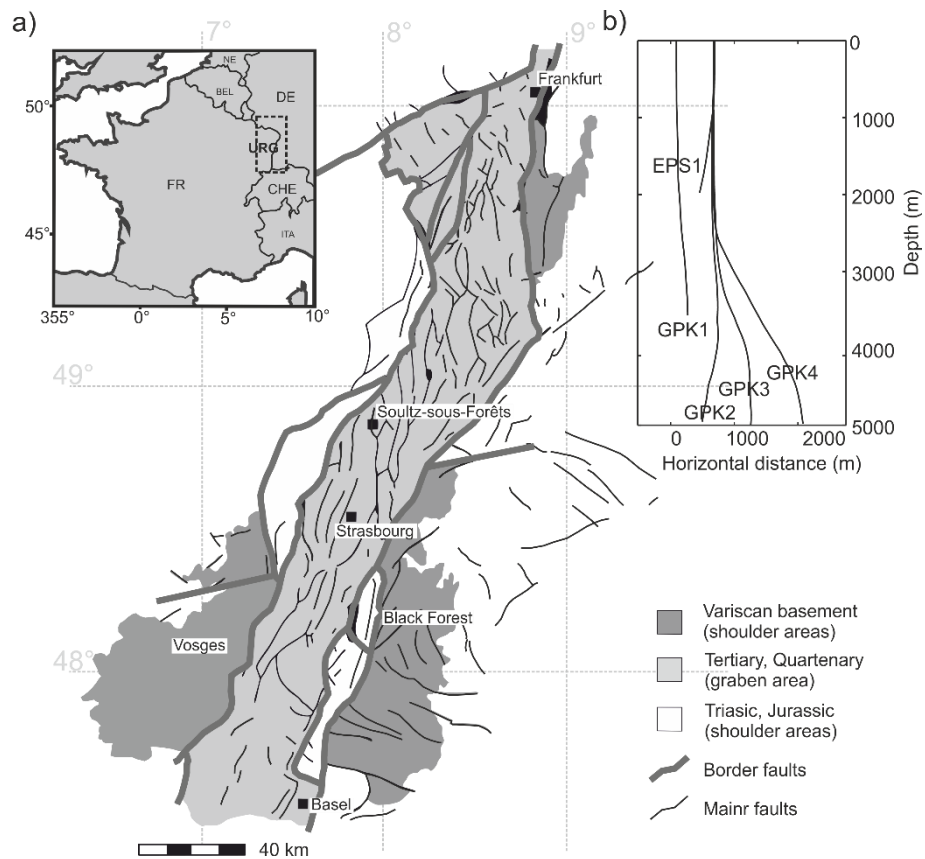 a)
7°
8°
9°
b)
NE
BEL
DE
50°
URG
FR
CHE
ITA
45°
355°
0°
5°
10°
Frankfurt
49°
Soultz-sous-Forêts
Strasbourg
Black Forest
Vosges
48°
Basel
40 km
0
1000
2000
3000
4000
5000
Depth (m)
EPS1
GPK1
GPK4
GPK3
GPK2
0
1000
2000
Horizontal distance (m)
Variscan basement
(shoulder areas)
Tertiary, Quartenary
(graben area)
Triasic, Jurassic
(shoulder areas)
Border faults
Mainr faults